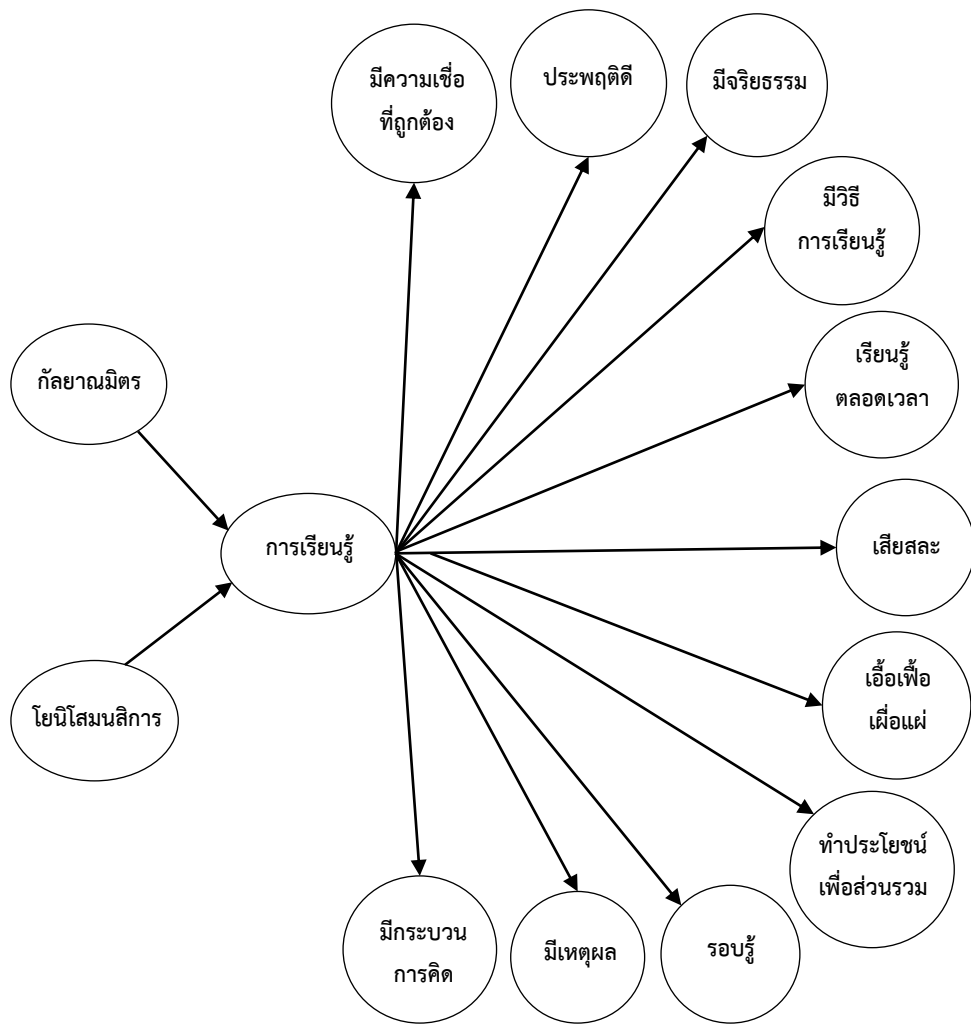 มีความเชื่อ
ที่ถูกต้อง
ประพฤติดี
มีจริยธรรม
มีวิธี
การเรียนรู้
เรียนรู้
ตลอดเวลา
กัลยาณมิตร
การเรียนรู้
เสียสละ
โยนิโสมนสิการ
เอื้อเฟื้อ
เผื่อแผ่
ทำประโยชน์
เพื่อส่วนรวม
มีกระบวน
การคิด
มีเหตุผล
รอบรู้